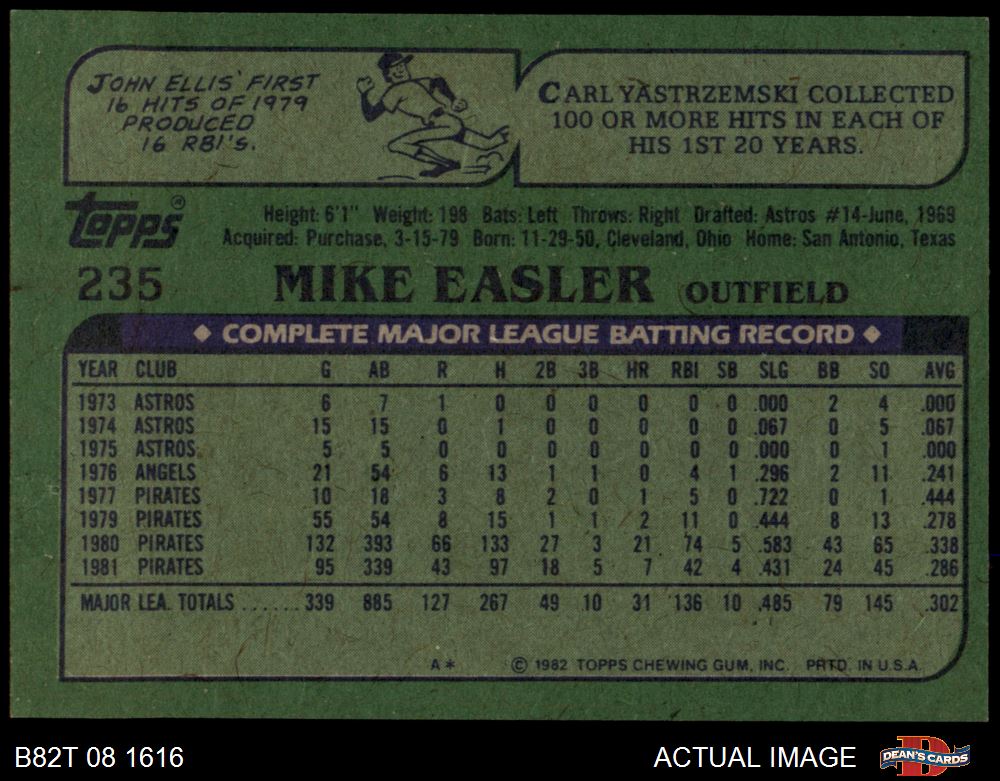 JOHN ELLIS' FIRST
16 HITS OF 1979
PRODUCED
16 RBI'S.
CARL YASTRZEMSKI COLLECTED
100 OR MORE HITS IN EACH OF
HIS 1ST 20 YEARS.
Topps®
Height: 6'1" Weight: 198 Bats: Left Throws: Right Drafted: Astros #14-June, 1969
Acquired: Purchase, 3-15-79 Born: 11-29-50, Cleveland, Ohio Home: San Antonio, Texas
235 MIKE EASLER OUTFIELD
◆ COMPLETE MAJOR LEAGUE BATTING RECORD ◆
YEAR CLUB G AB R H 2B 3B HR RBI SB SLG BB SO AVG
1973 ASTROS 6 7 1 0 0 0 0 0 0 .000 2 4 .000
1974 ASTROS 15 15 0 1 0 0 0 0 0 .067 0 5 .067
1975 ASTROS 5 5 0 0 0 0 0 0 0 .000 0 1 .000
1976 ANGELS 21 54 6 13 1 1 0 4 1 .296 2 11 .241
1977 PIRATES 10 18 3 8 2 0 1 5 0 .722 0 1 .444
1979 PIRATES 55 54 8 15 1 1 2 11 0 .444 8 13 .278
1980 PIRATES 132 393 66 133 27 3 21 74 5 .583 43 65 .338
1981 PIRATES 95 339 43 97 18 5 7 42 4 .431 24 45 .286
MAJOR LEA. TOTALS ...... 339 885 127 267 49 10 31 136 10 .485 79 145 .302
A* © 1982 TOPPS CHEWING GUM, INC. PRTD. IN U.S.A.
B82T 08 1616 ACTUAL IMAGE DEAN'S CARDS